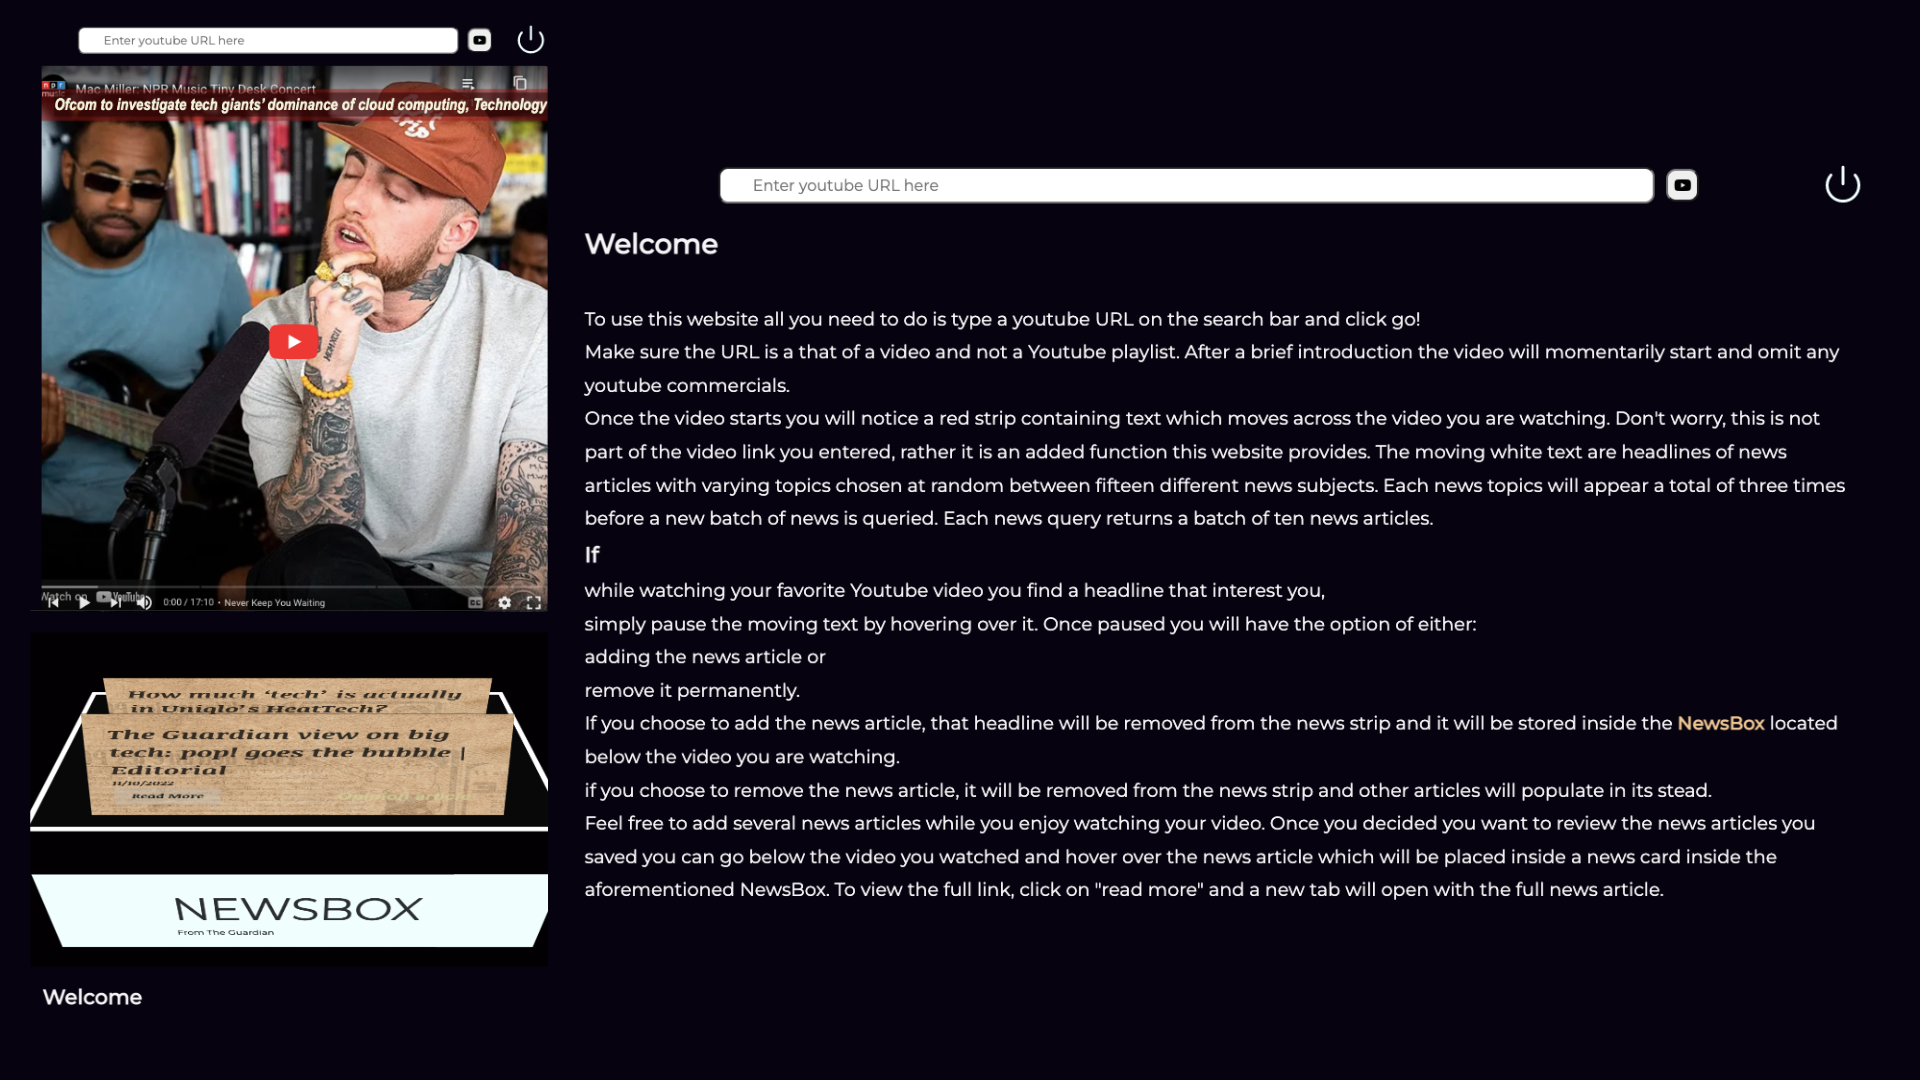 Enter youtube URL here
npr
music
Mac Miller: NPR Music Tiny Desk Concert
Ofcom to investigate tech giants’ dominance of cloud computing, Technology
Watch on YouTube
0:00 / 17:10 • Never Keep You Waiting
CC
How much ‘tech’ is actually
in Uniqlo’s HeatTech?
The Guardian view on big
tech: pop! goes the bubble |
Editorial
11/10/2022
Read More
NEWSBOX
From The Guardian
Welcome
Enter youtube URL here
Welcome
To use this website all you need to do is type a youtube URL on the search bar and click go!
Make sure the URL is a that of a video and not a Youtube playlist. After a brief introduction the video will momentarily start and omit any
youtube commercials.
Once the video starts you will notice a red strip containing text which moves across the video you are watching. Don't worry, this is not
part of the video link you entered, rather it is an added function this website provides. The moving white text are headlines of news
articles with varying topics chosen at random between fifteen different news subjects. Each news topics will appear a total of three times
before a new batch of news is queried. Each news query returns a batch of ten news articles.
If
while watching your favorite Youtube video you find a headline that interest you,
simply pause the moving text by hovering over it. Once paused you will have the option of either:
adding the news article or
remove it permanently.
If you choose to add the news article, that headline will be removed from the news strip and it will be stored inside the NewsBox located
below the video you are watching.
if you choose to remove the news article, it will be removed from the news strip and other articles will populate in its stead.
Feel free to add several news articles while you enjoy watching your video. Once you decided you want to review the news articles you
saved you can go below the video you watched and hover over the news article which will be placed inside a news card inside the
aforementioned NewsBox. To view the full link, click on "read more" and a new tab will open with the full news article.